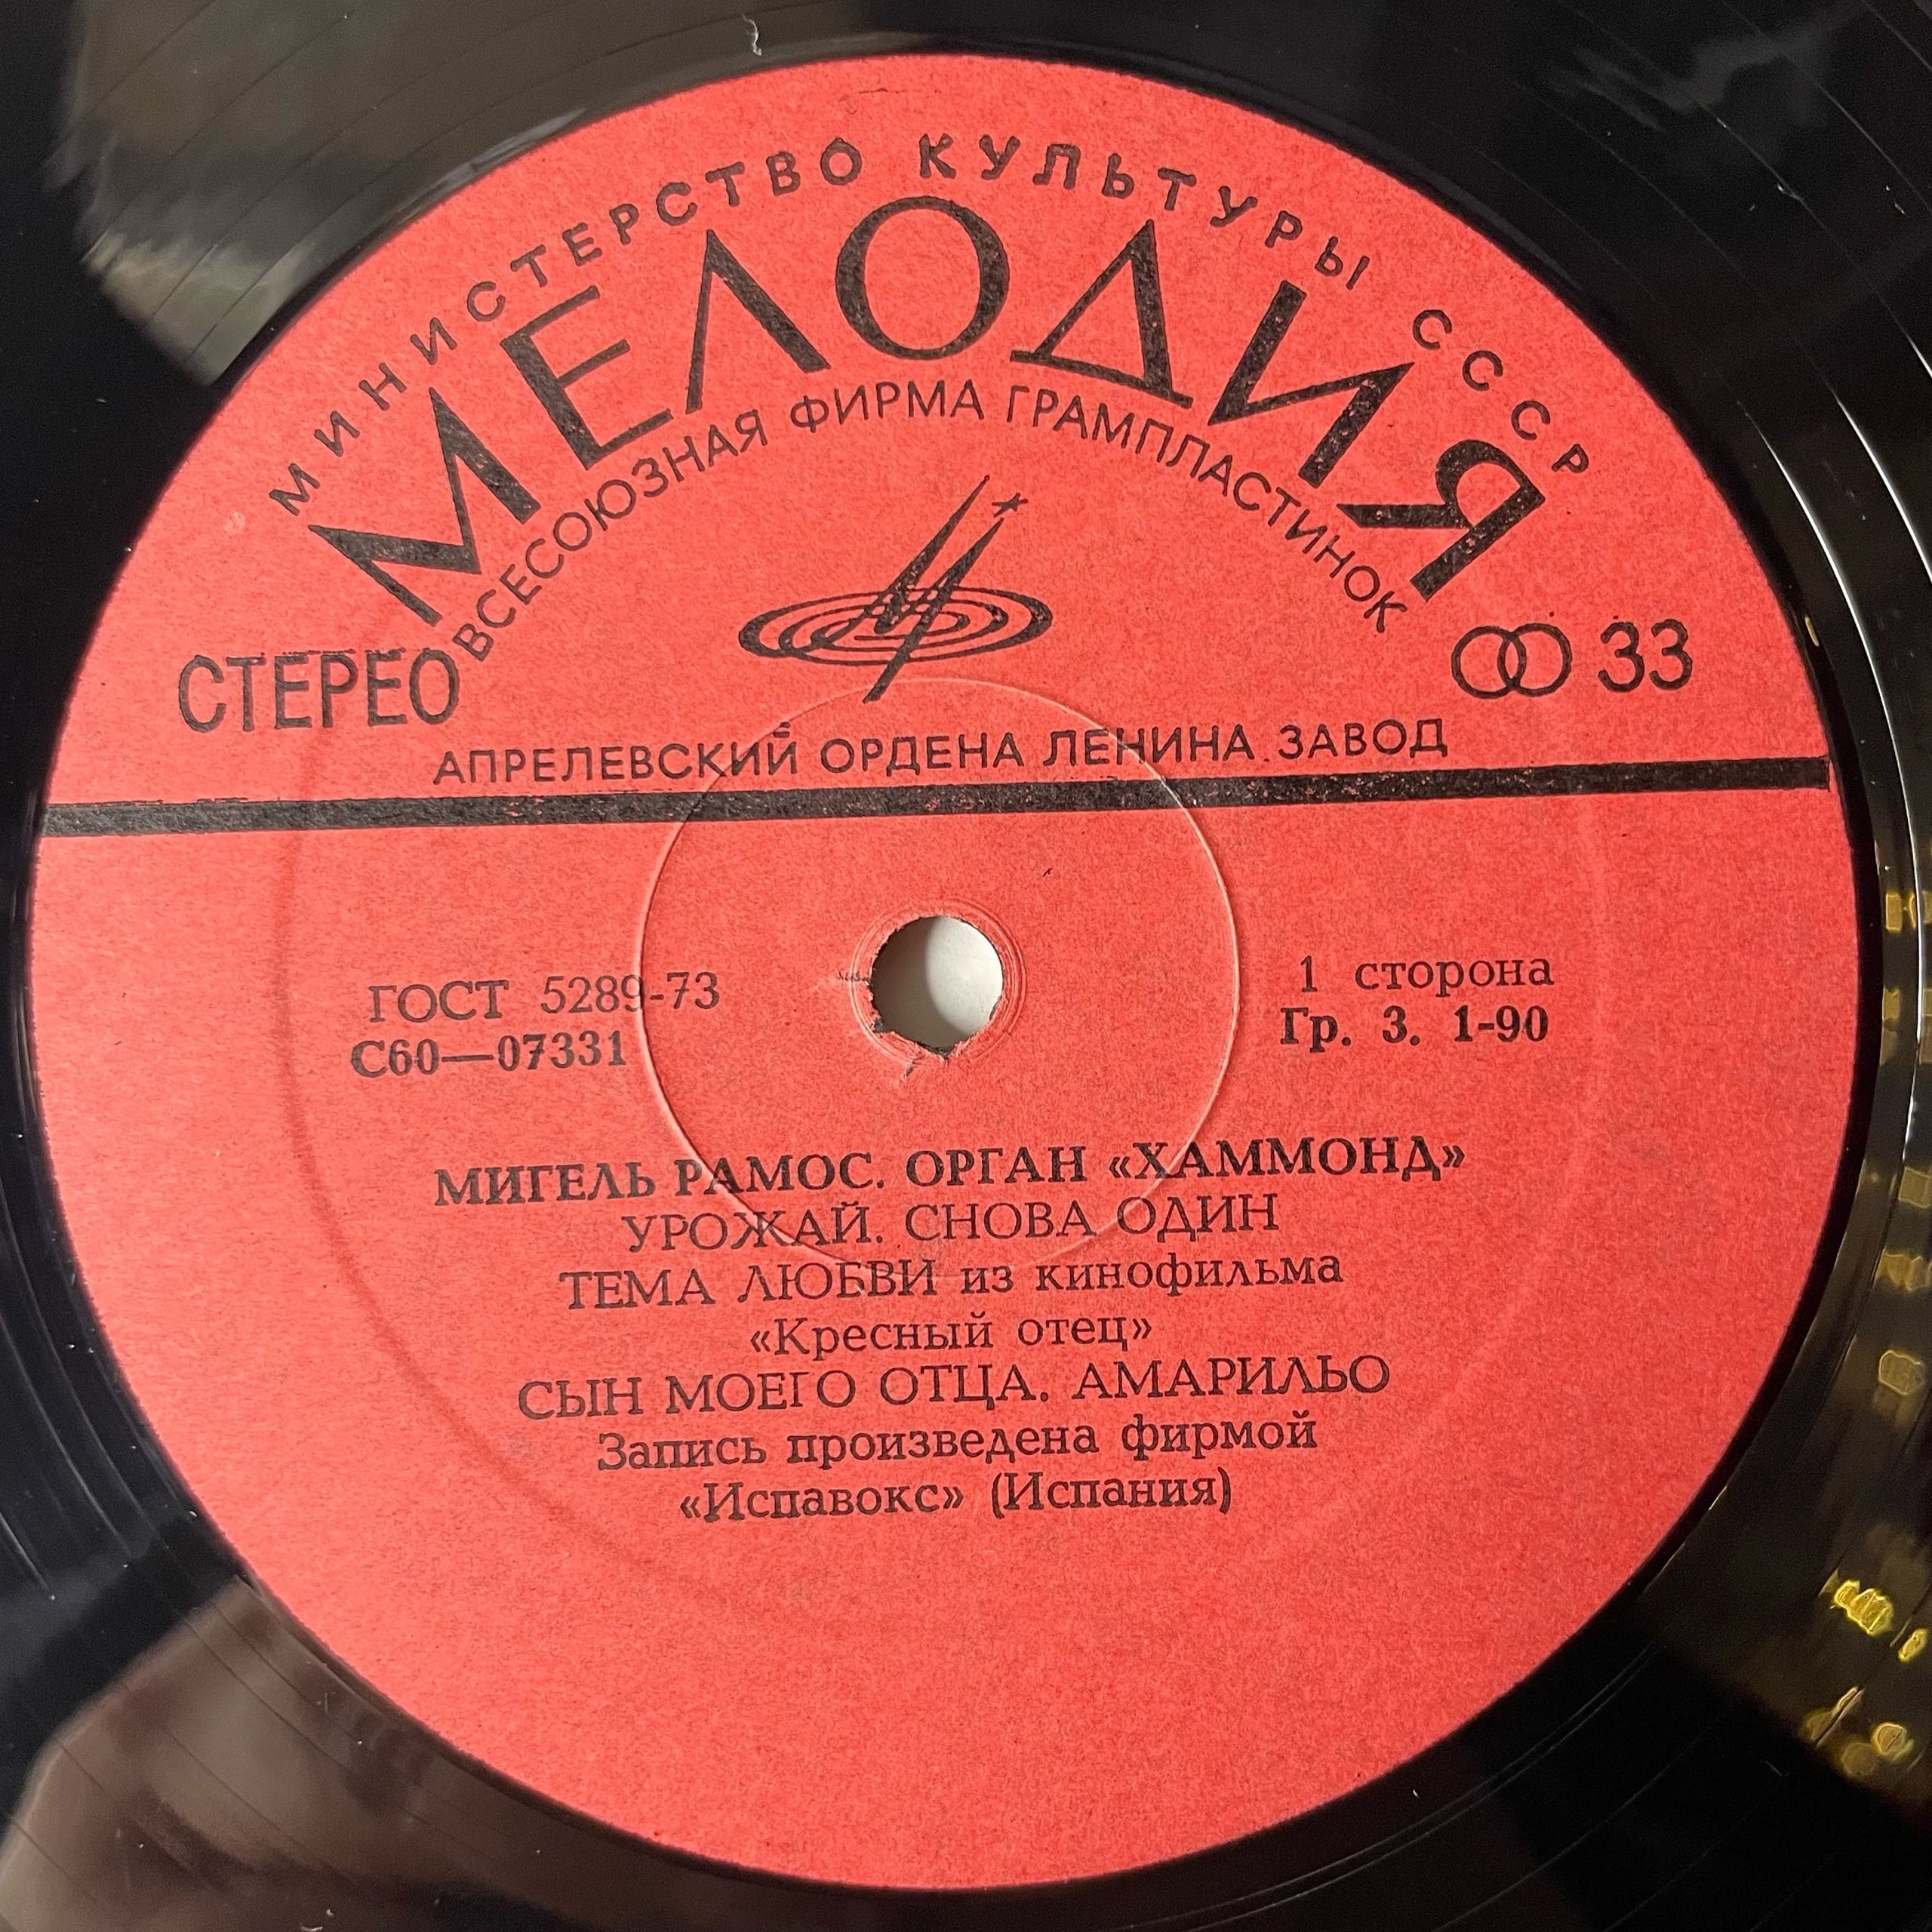 МИНИСТЕРСТВО КУЛЬТУРЫ СССР
МЕЛОДИЯ
ВСЕСОЮЗНАЯ ФИРМА ГРАМПЛАСТИНОК
СТЕРЕО
33
АПРЕЛЕВСКИЙ ОРДЕНА ЛЕНИНА ЗАВОД
ГОСТ 5289-73
1 сторона
С60—07331
Гр. 3. 1-90
МИГЕЛЬ РАМОС. ОРГАН «ХАММОНД»
УРОЖАЙ. СНОВА ОДИН
ТЕМА ЛЮБВИ из кинофильма
«Кресный отец»
СЫН МОЕГО ОТЦА. АМАРИЛЬО
Запись произведена фирмой
«Испавокс» (Испания)